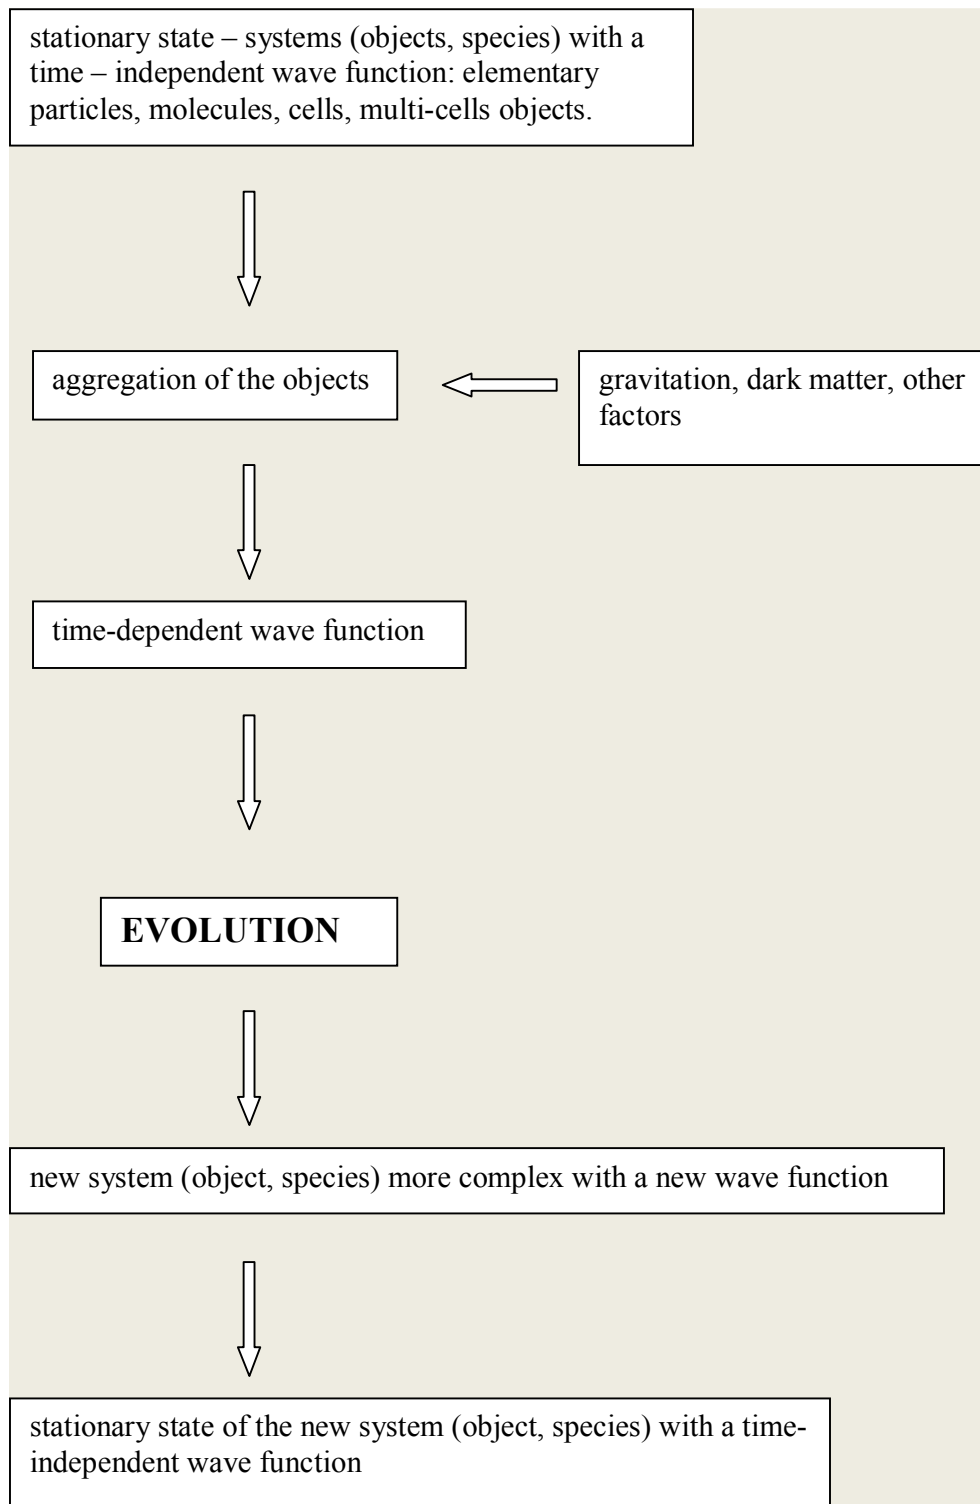 stationary state – systems (objects, species) with a
time – independent wave function: elementary
particles, molecules, cells, multi-cells objects.
aggregation of the objects
gravitation, dark matter, other
factors
time-dependent wave function
EVOLUTION
new system (object, species) more complex with a new wave function
stationary state of the new system (object, species) with a time-
independent wave function